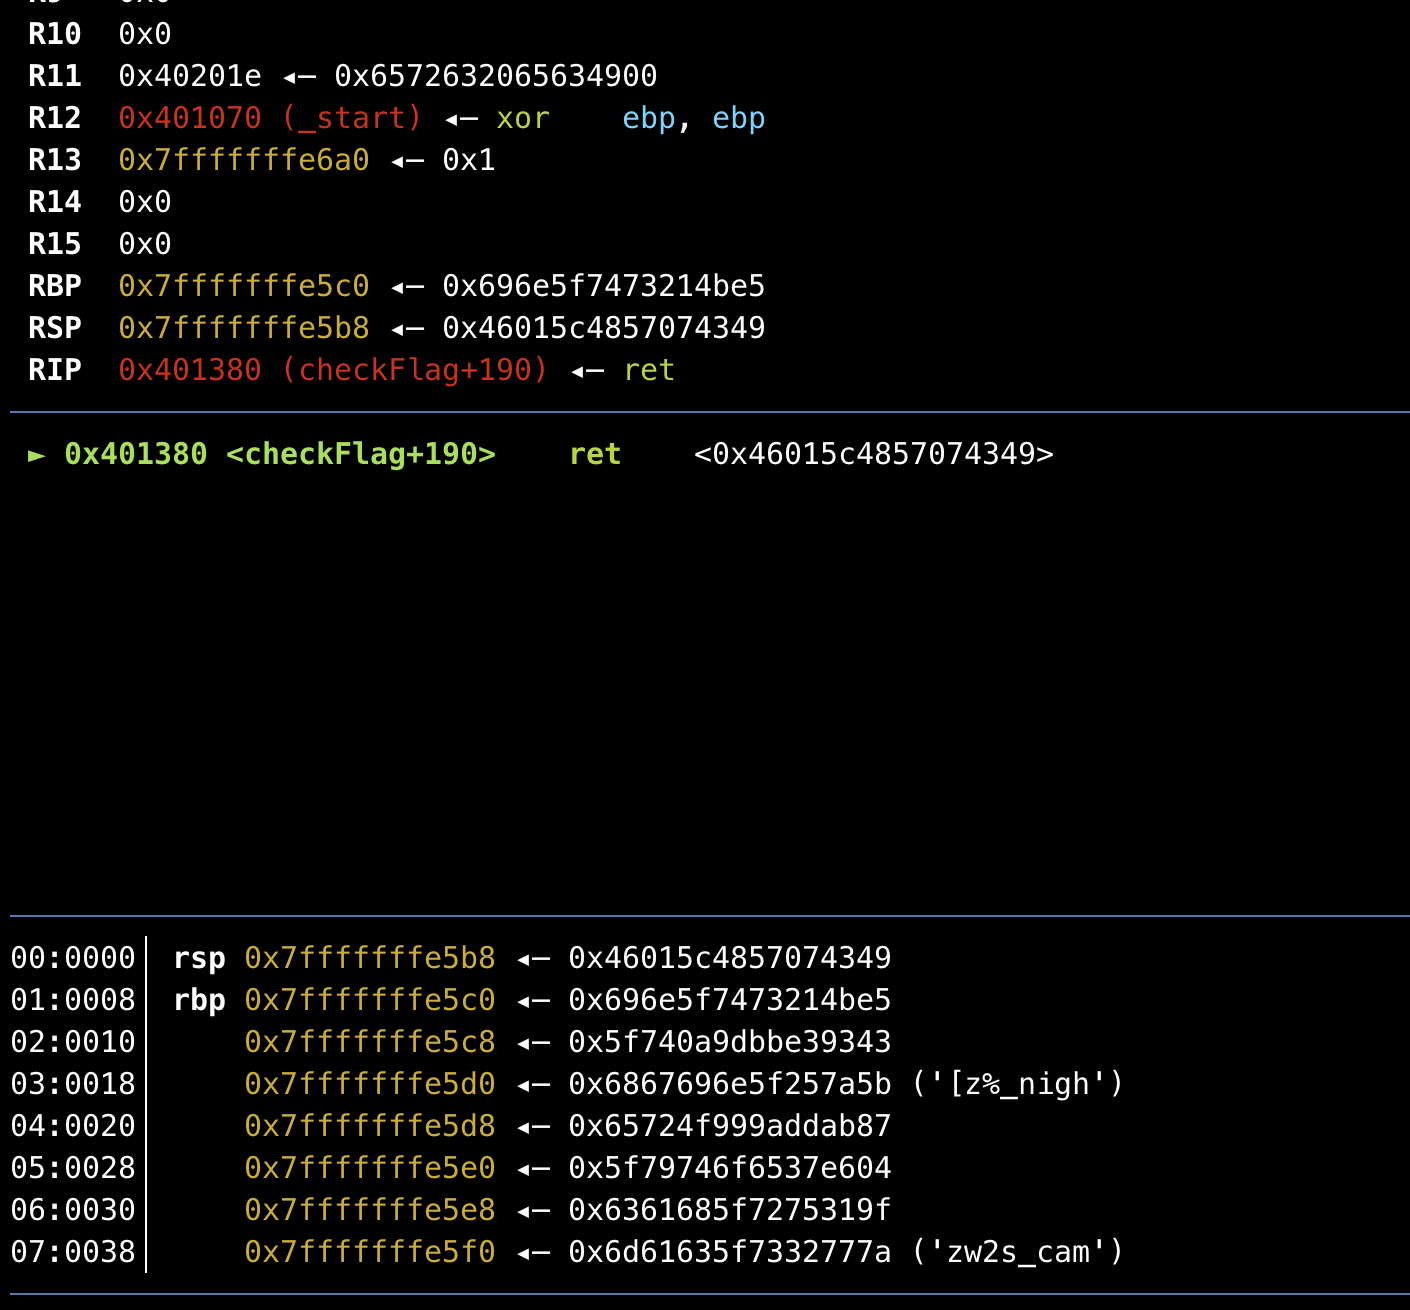 R10  0x0
R11  0x40201e ◂— 0x6572632065634900
R12  0x401070 (_start) ◂— xor    ebp, ebp
R13  0x7fffffffe6a0 ◂— 0x1
R14  0x0
R15  0x0
RBP  0x7fffffffe5c0 ◂— 0x696e5f7473214be5
RSP  0x7fffffffe5b8 ◂— 0x46015c4857074349
RIP  0x401380 (checkFlag+190) ◂— ret
► 0x401380 <checkFlag+190>    ret    <0x46015c4857074349>
00:0000│ rsp 0x7fffffffe5b8 ◂— 0x46015c4857074349
01:0008│ rbp 0x7fffffffe5c0 ◂— 0x696e5f7473214be5
02:0010│     0x7fffffffe5c8 ◂— 0x5f740a9dbbe39343
03:0018│     0x7fffffffe5d0 ◂— 0x6867696e5f257a5b ('[z%_nigh')
04:0020│     0x7fffffffe5d8 ◂— 0x65724f999addab87
05:0028│     0x7fffffffe5e0 ◂— 0x5f79746f6537e604
06:0030│     0x7fffffffe5e8 ◂— 0x6361685f7275319f
07:0038│     0x7fffffffe5f0 ◂— 0x6d61635f7332777a ('zw2s_cam')